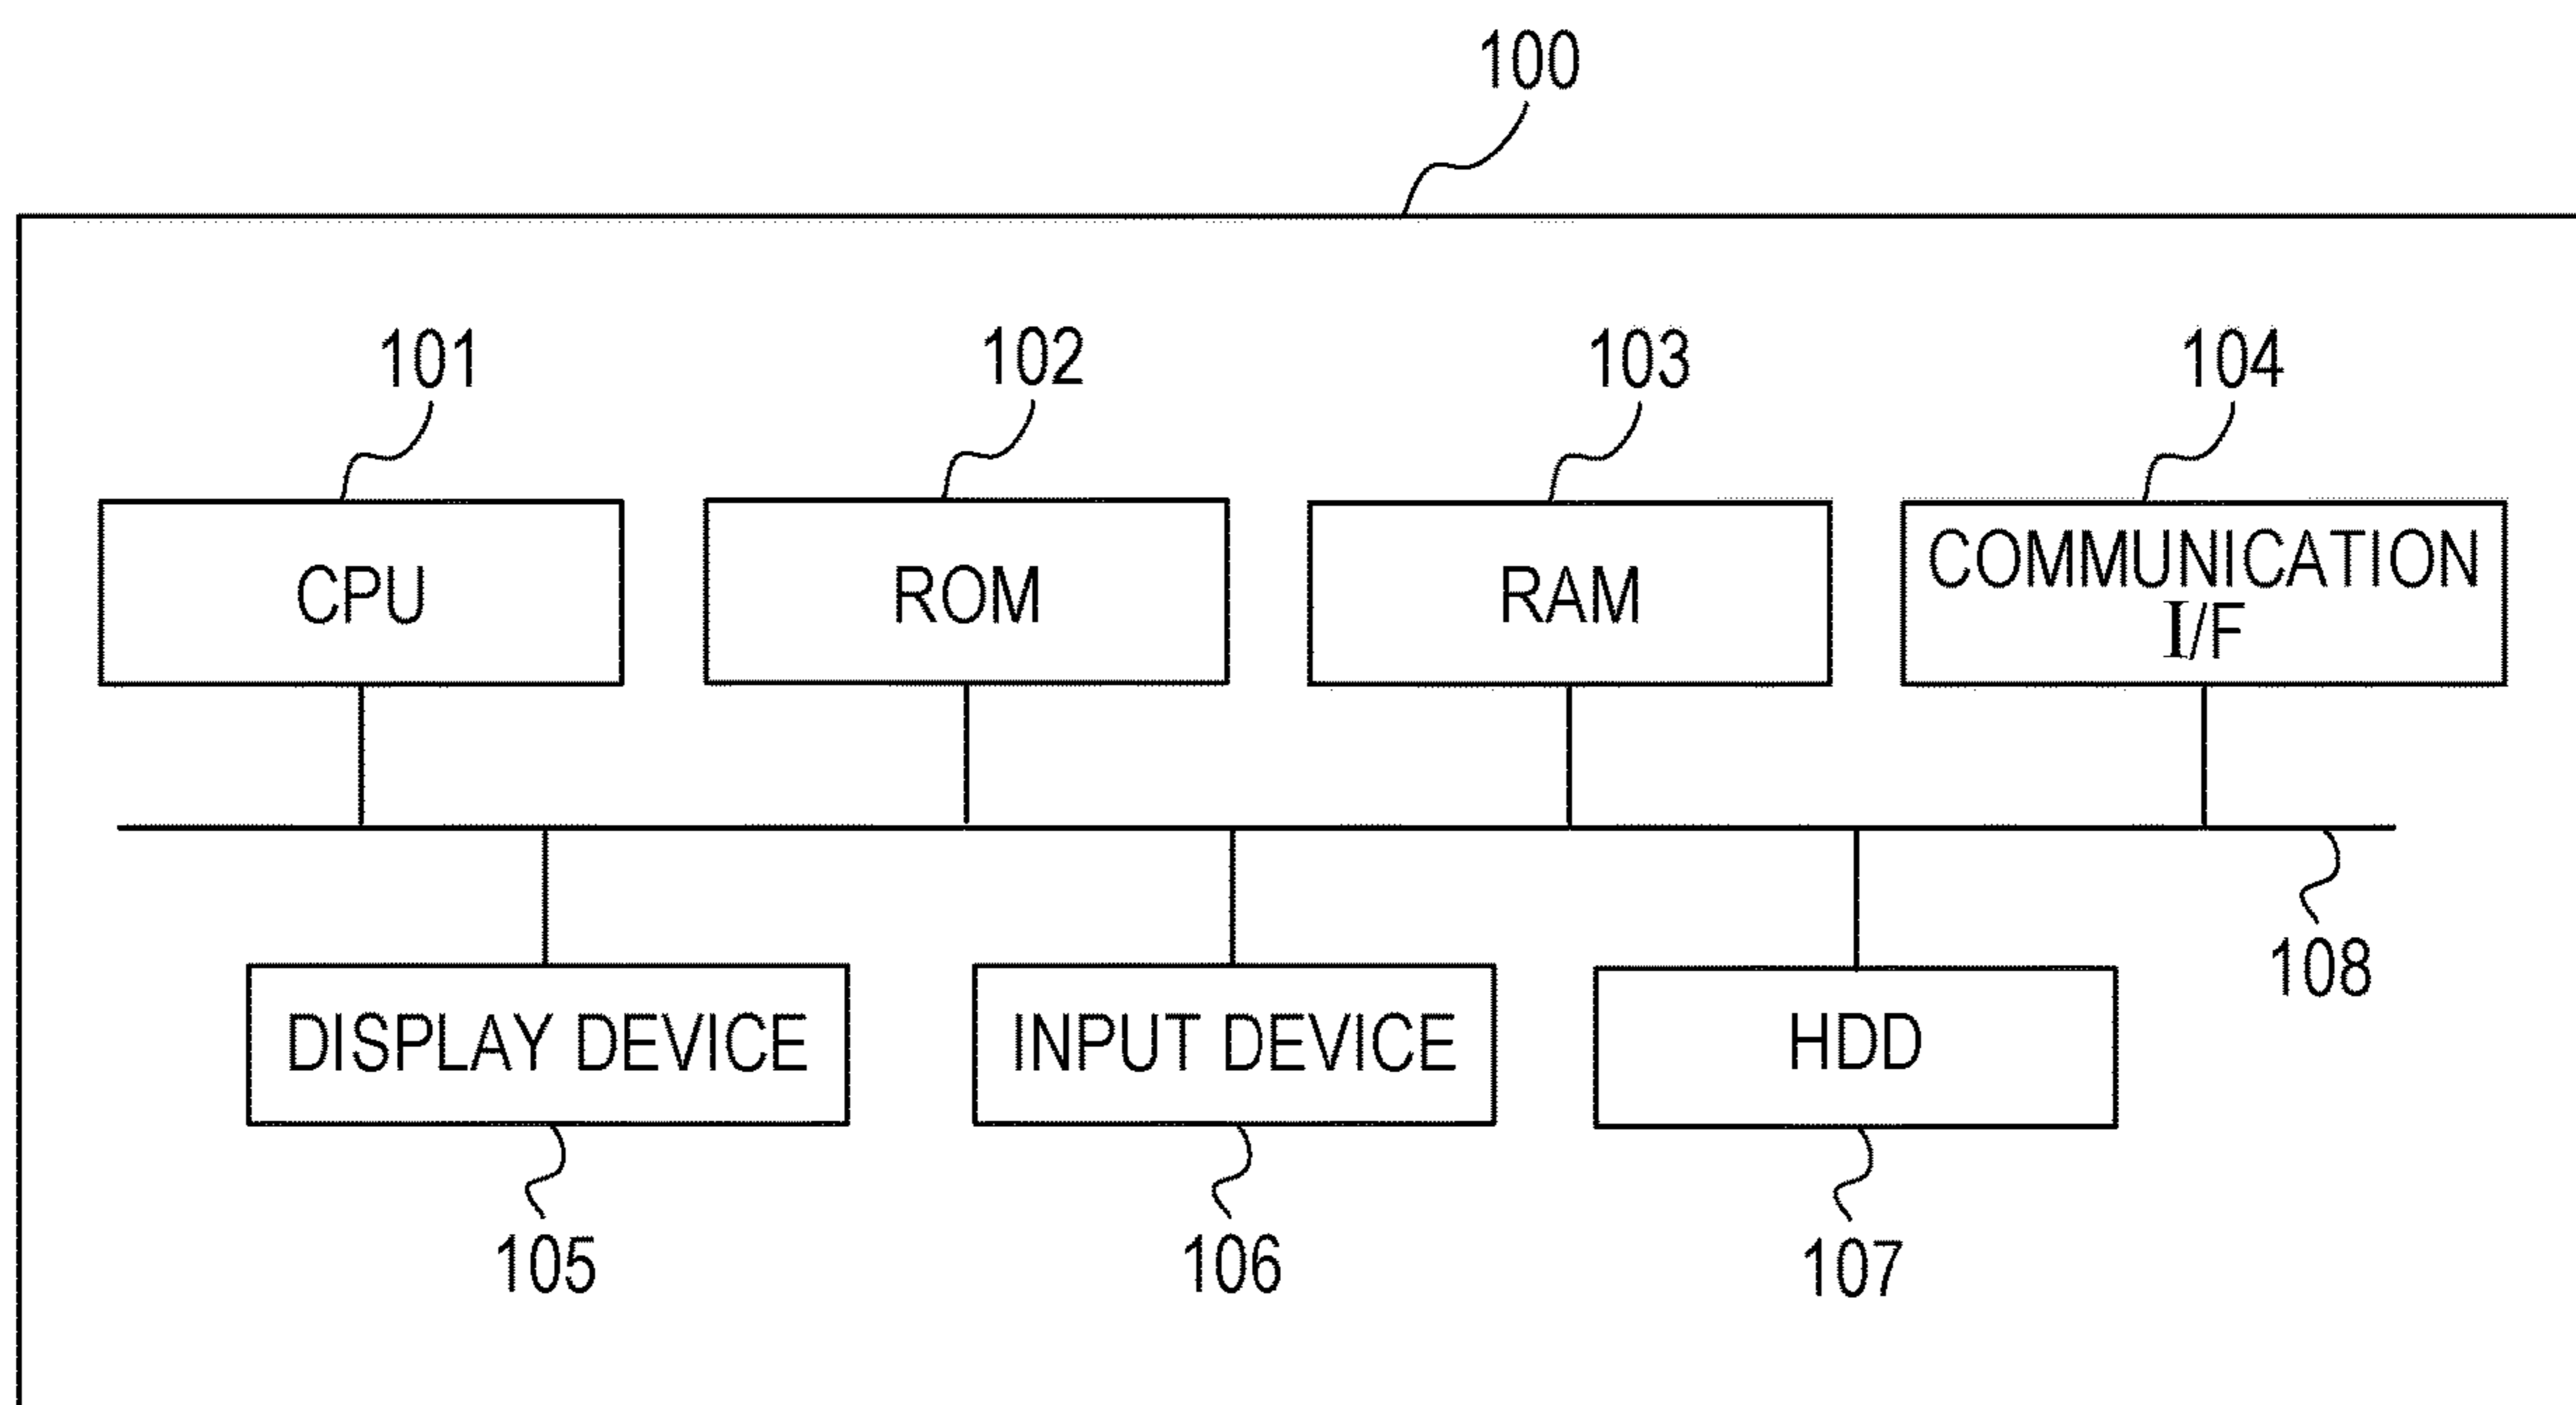 100
101
102
103
104
CPU
ROM
RAM
COMMUNICATION
I/F
108
DISPLAY DEVICE
INPUT DEVICE
HDD
105
106
107